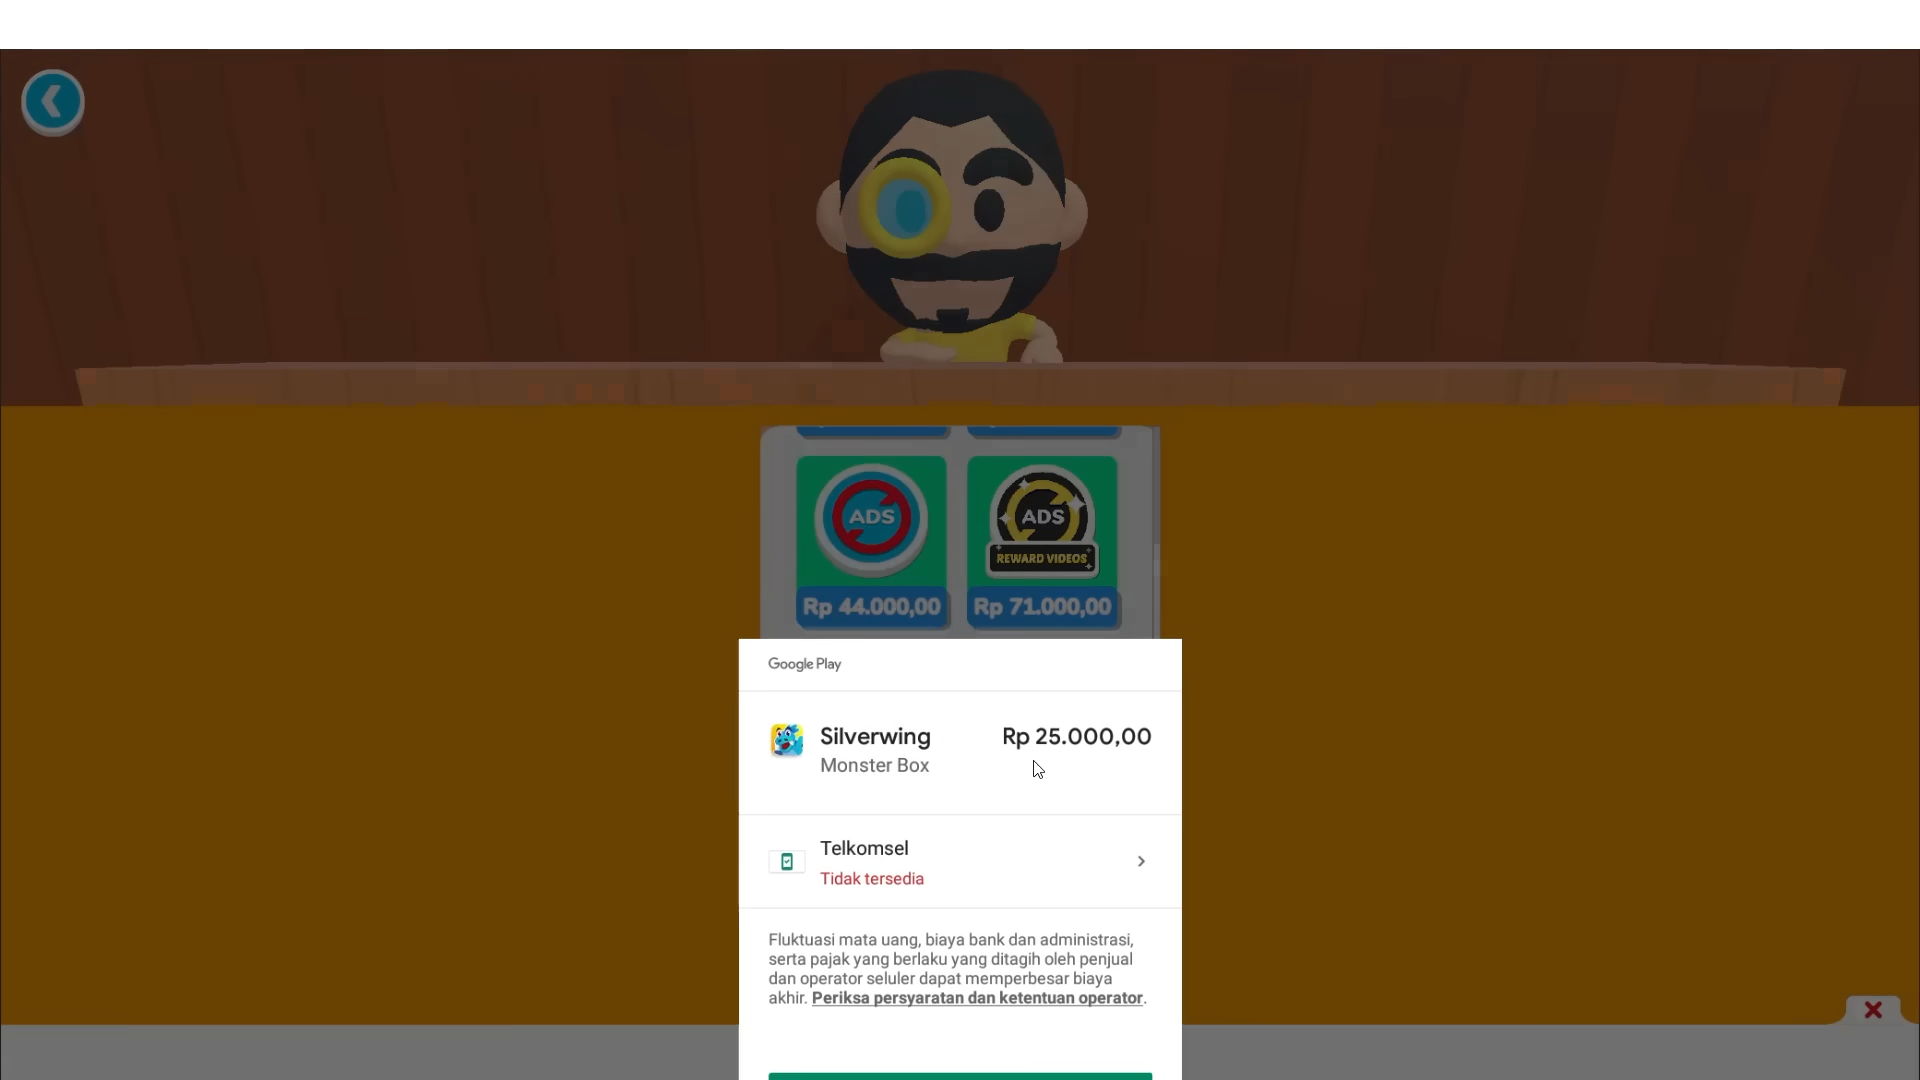 ADS
ADS
REWARD VIDEOS
Rp 44.000,00
Rp 71.000,00
Google Play
Silverwing
Rp 25.000,00
Monster Box
Telkomsel
Tidak tersedia
Fluktuasi mata uang, biaya bank dan administrasi,
serta pajak yang berlaku yang ditagih oleh penjual
dan operator seluler dapat memperbesar biaya
akhir. Periksa persyaratan dan ketentuan operator.